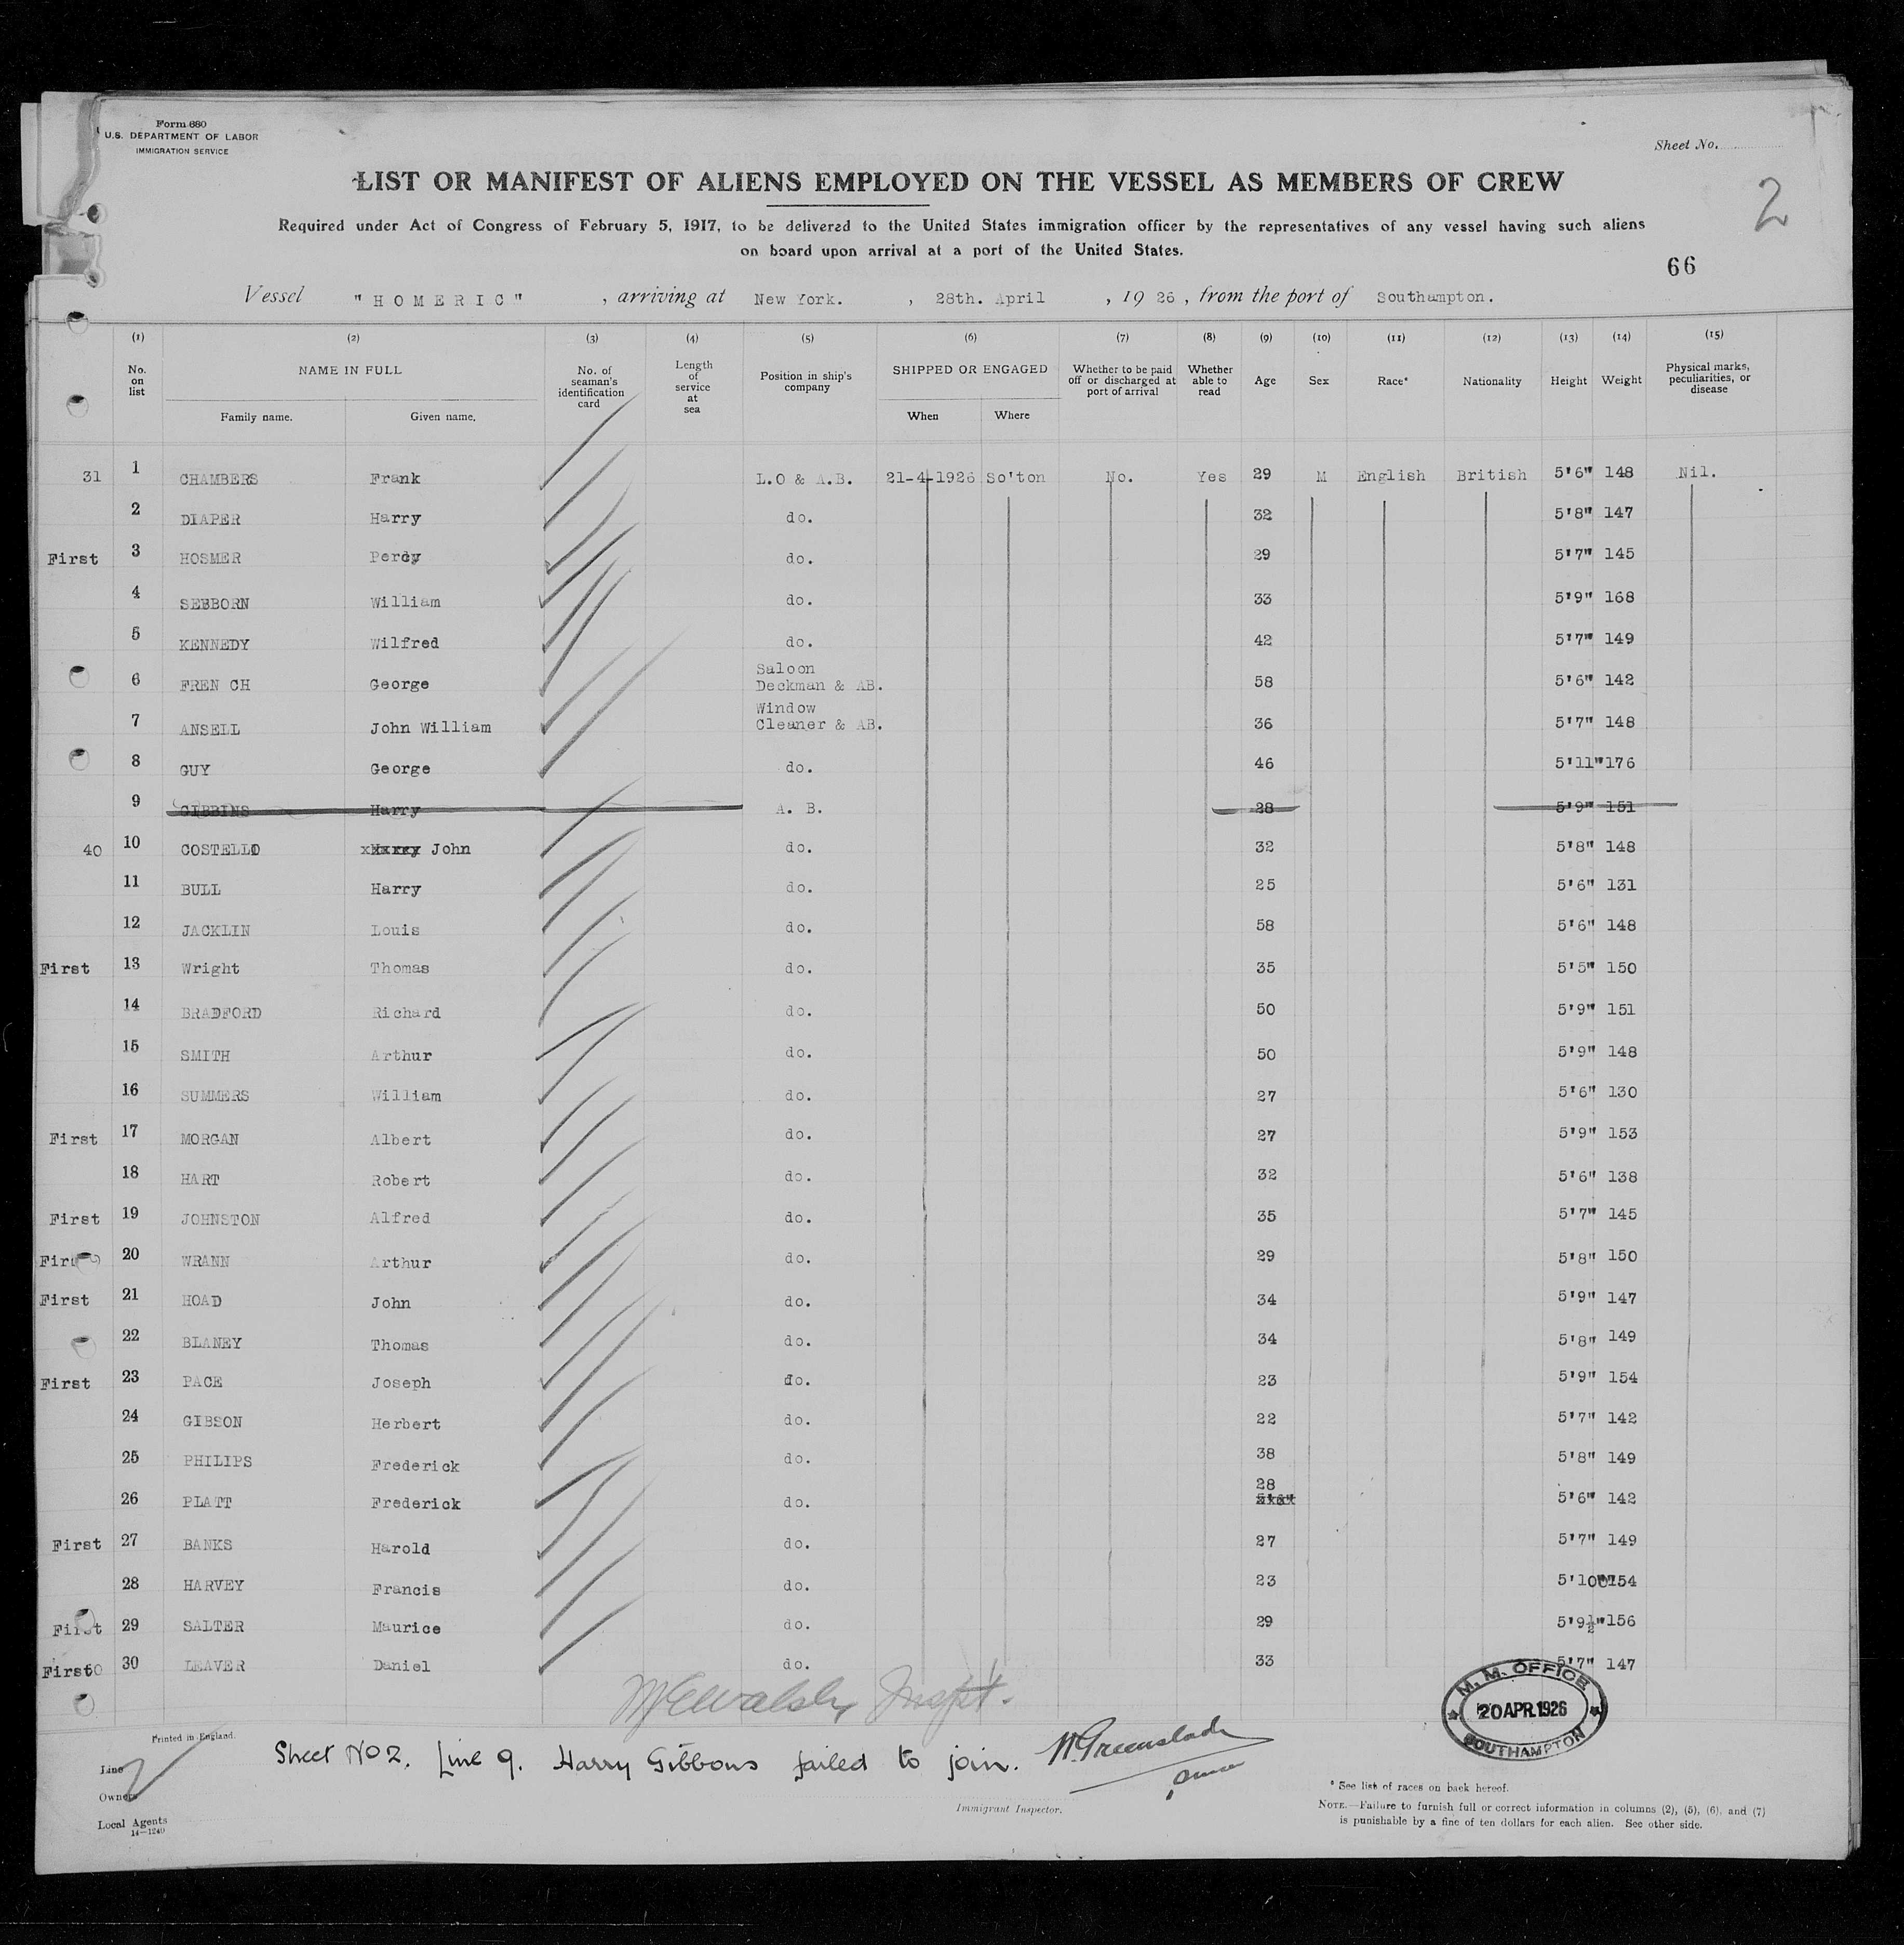 Form 680
U.S. DEPARTMENT OF LABOR
IMMIGRATION SERVICE
Sheet No.
LIST OR MANIFEST OF ALIENS EMPLOYED ON THE VESSEL AS MEMBERS OF CREW
2
Required under Act of Congress of February 5, 1917, to be delivered to the United States immigration officer by the representatives of any vessel having such aliens
on board upon arrival at a port of the United States.
66
Vessel "HOMERIC", arriving at New York., 28th. April, 1926, from the port of Southampton.
(1) (2) (3) (4) (5) (6) (7) (8) (9) (10) (11) (12) (13) (14) (15)
No. on list NAME IN FULL Family name. Given name. No. of seaman's identification card Length of service at sea Position in ship's company SHIPPED OR ENGAGED When Where Whether to be paid off or discharged at port of arrival Whether able to read Age Sex Race* Nationality Height Weight Physical marks, peculiarities, or disease
31 1 CHAMBERS Frank L.O & A.B. 21-4-1926 So'ton No. Yes 29 M English British 5'6" 148 Nil.
2 DIAPER Harry do. 32 5'8" 147
First 3 HOSMER Percy do. 29 5'7" 145
4 SEBBORN William do. 33 5'9" 168
5 KENNEDY Wilfred do. 42 5'7" 149
6 FREN CH George Saloon Deckman & AB. 58 5'6" 142
7 ANSELL John William Window Cleaner & AB. 36 5'7" 148
8 GUY George do. 46 5'11" 176
9 GIBBINS Harry A. B. 28 5'9" 151
40 10 COSTELLO John do. 32 5'8" 148
11 BULL Harry do. 25 5'6" 131
12 JACKLIN Louis do. 58 5'6" 148
First 13 Wright Thomas do. 35 5'5" 150
14 BRADFORD Richard do. 50 5'9" 151
15 SMITH Arthur do. 50 5'9" 148
16 SUMMERS William do. 27 5'6" 130
First 17 MORGAN Albert do. 27 5'9" 153
18 HART Robert do. 32 5'6" 138
First 19 JOHNSTON Alfred do. 35 5'7" 145
First 20 WRANN Arthur do. 29 5'8" 150
First 21 HOAD John do. 34 5'9" 147
22 BLANEY Thomas do. 34 5'8" 149
First 23 PACE Joseph do. 23 5'9" 154
24 GIBSON Herbert do. 22 5'7" 142
25 PHILIPS Frederick do. 38 5'8" 149
26 PLATT Frederick do. 28 5'6" 142
First 27 BANKS Harold do. 27 5'7" 149
28 HARVEY Francis do. 23 5'10" 154
First 29 SALTER Maurice do. 29 5'9½" 156
First 30 LEAVER Daniel do. 33 5'7" 147
Inspt.
M. M. OFFICE
20 APR. 1926
SOUTHAMPTON
Printed in England.
Sheet No 2. Line 9. Harry Gibbons failed to join. W. Greenslade
Line
Owners
Local Agents
14—1240
Immigrant Inspector.
* See list of races on back hereof.
NOTE.—Failure to furnish full or correct information in columns (2), (5), (6), and (7)
is punishable by a fine of ten dollars for each alien. See other side.